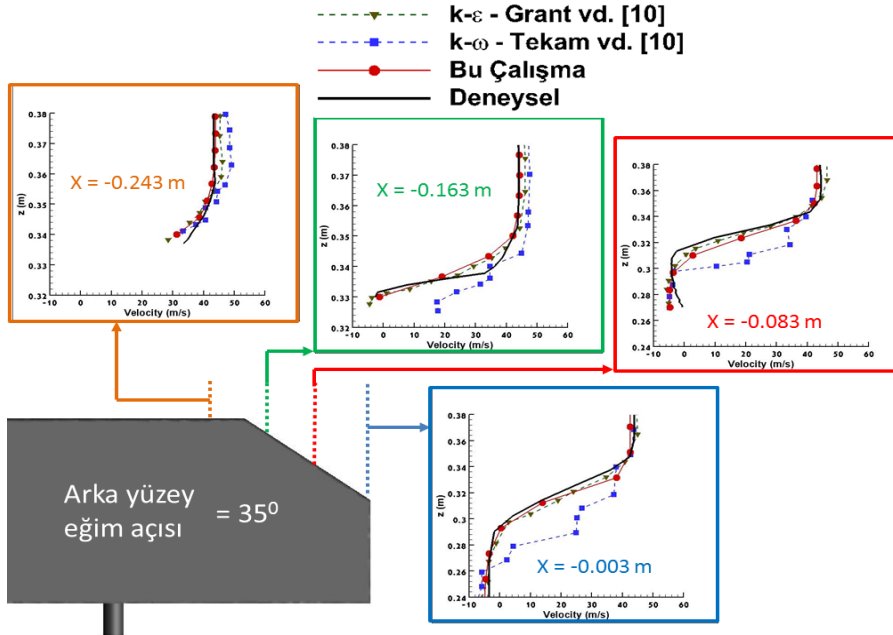 k-ε - Grant vd. [10]
k-ω - Tekam vd. [10]
Bu Çalışma
Deneysel
0.38
0.37
0.36
0.35
0.34
0.33
0.32
z (m)
X = -0.243 m
-10 0 10 20 30 40 50 60
Velocity (m/s)
0.38
0.37
0.36
0.35
0.34
0.33
0.32
z (m)
X = -0.163 m
-10 0 10 20 30 40 50 60
Velocity (m/s)
0.38
0.36
0.34
0.32
0.3
0.28
0.26
0.24
z (m)
X = -0.083 m
-10 0 10 20 30 40 50 60
Velocity (m/s)
0.38
0.36
0.34
0.32
0.3
0.28
0.26
0.24
z (m)
X = -0.003 m
-10 0 10 20 30 40 50 60
Velocity (m/s)
Arka yüzey
eğim açısı = 35⁰